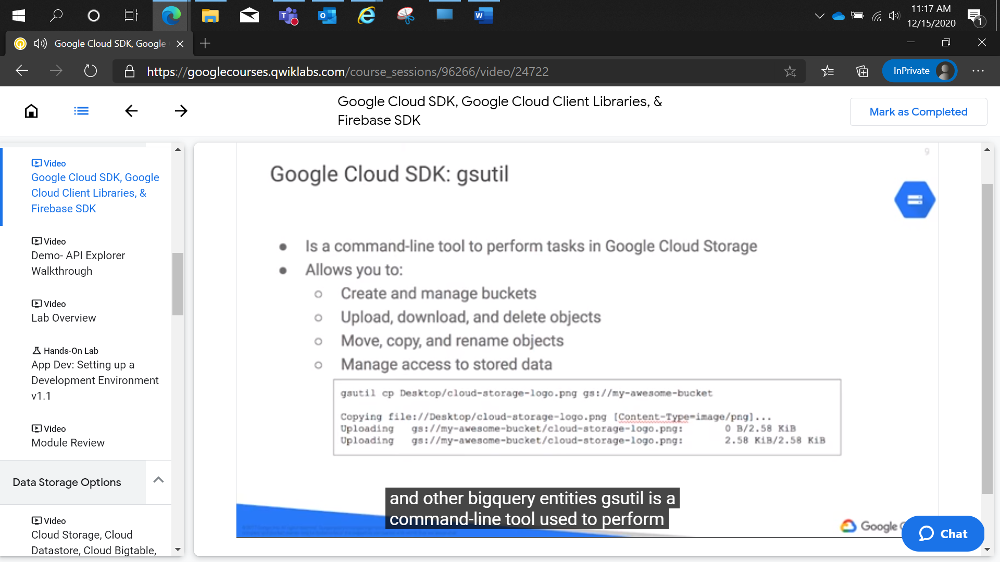 11:17 AM
12/15/2020
1
Google Cloud SDK, Google
https://googlecourses.qwiklabs.com/course_sessions/96266/video/24722
InPrivate
Google Cloud SDK, Google Cloud Client Libraries, &
Firebase SDK
Mark as Completed
Video
Google Cloud SDK, Google
Cloud Client Libraries, &
Firebase SDK
Video
Demo- API Explorer
Walkthrough
Video
Lab Overview
Hands-On Lab
App Dev: Setting up a
Development Environment
v1.1
Video
Module Review
Data Storage Options
Video
Cloud Storage, Cloud
Datastore, Cloud Bigtable,
9
Google Cloud SDK: gsutil
● Is a command-line tool to perform tasks in Google Cloud Storage
● Allows you to:
○ Create and manage buckets
○ Upload, download, and delete objects
○ Move, copy, and rename objects
○ Manage access to stored data
gsutil cp Desktop/cloud-storage-logo.png gs://my-awesome-bucket
Copying file://Desktop/cloud-storage-logo.png [Content-Type=image/png]...
Uploading gs://my-awesome-bucket/cloud-storage-logo.png: 0 B/2.58 KiB
Uploading gs://my-awesome-bucket/cloud-storage-logo.png: 2.58 KiB/2.58 KiB
and other bigquery entities gsutil is a
command-line tool used to perform
Google
Chat